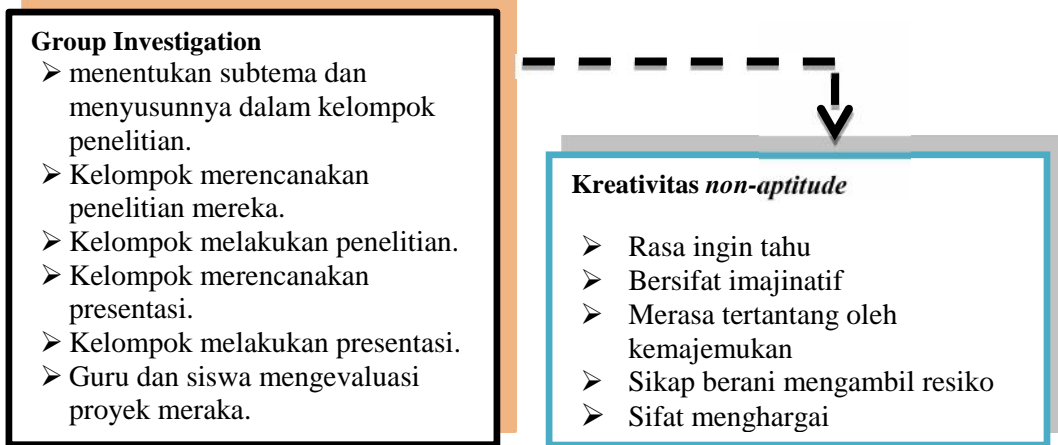 Group Investigation
➢ menentukan subtema dan
menyusunnya dalam kelompok
penelitian.
➢ Kelompok merencanakan
penelitian mereka.
➢ Kelompok melakukan penelitian.
➢ Kelompok merencanakan
presentasi.
➢ Kelompok melakukan presentasi.
➢ Guru dan siswa mengevaluasi
proyek meraka.
Kreativitas non-aptitude
➢ Rasa ingin tahu
➢ Bersifat imajinatif
➢ Merasa tertantang oleh
kemajemukan
➢ Sikap berani mengambil resiko
➢ Sifat menghargai